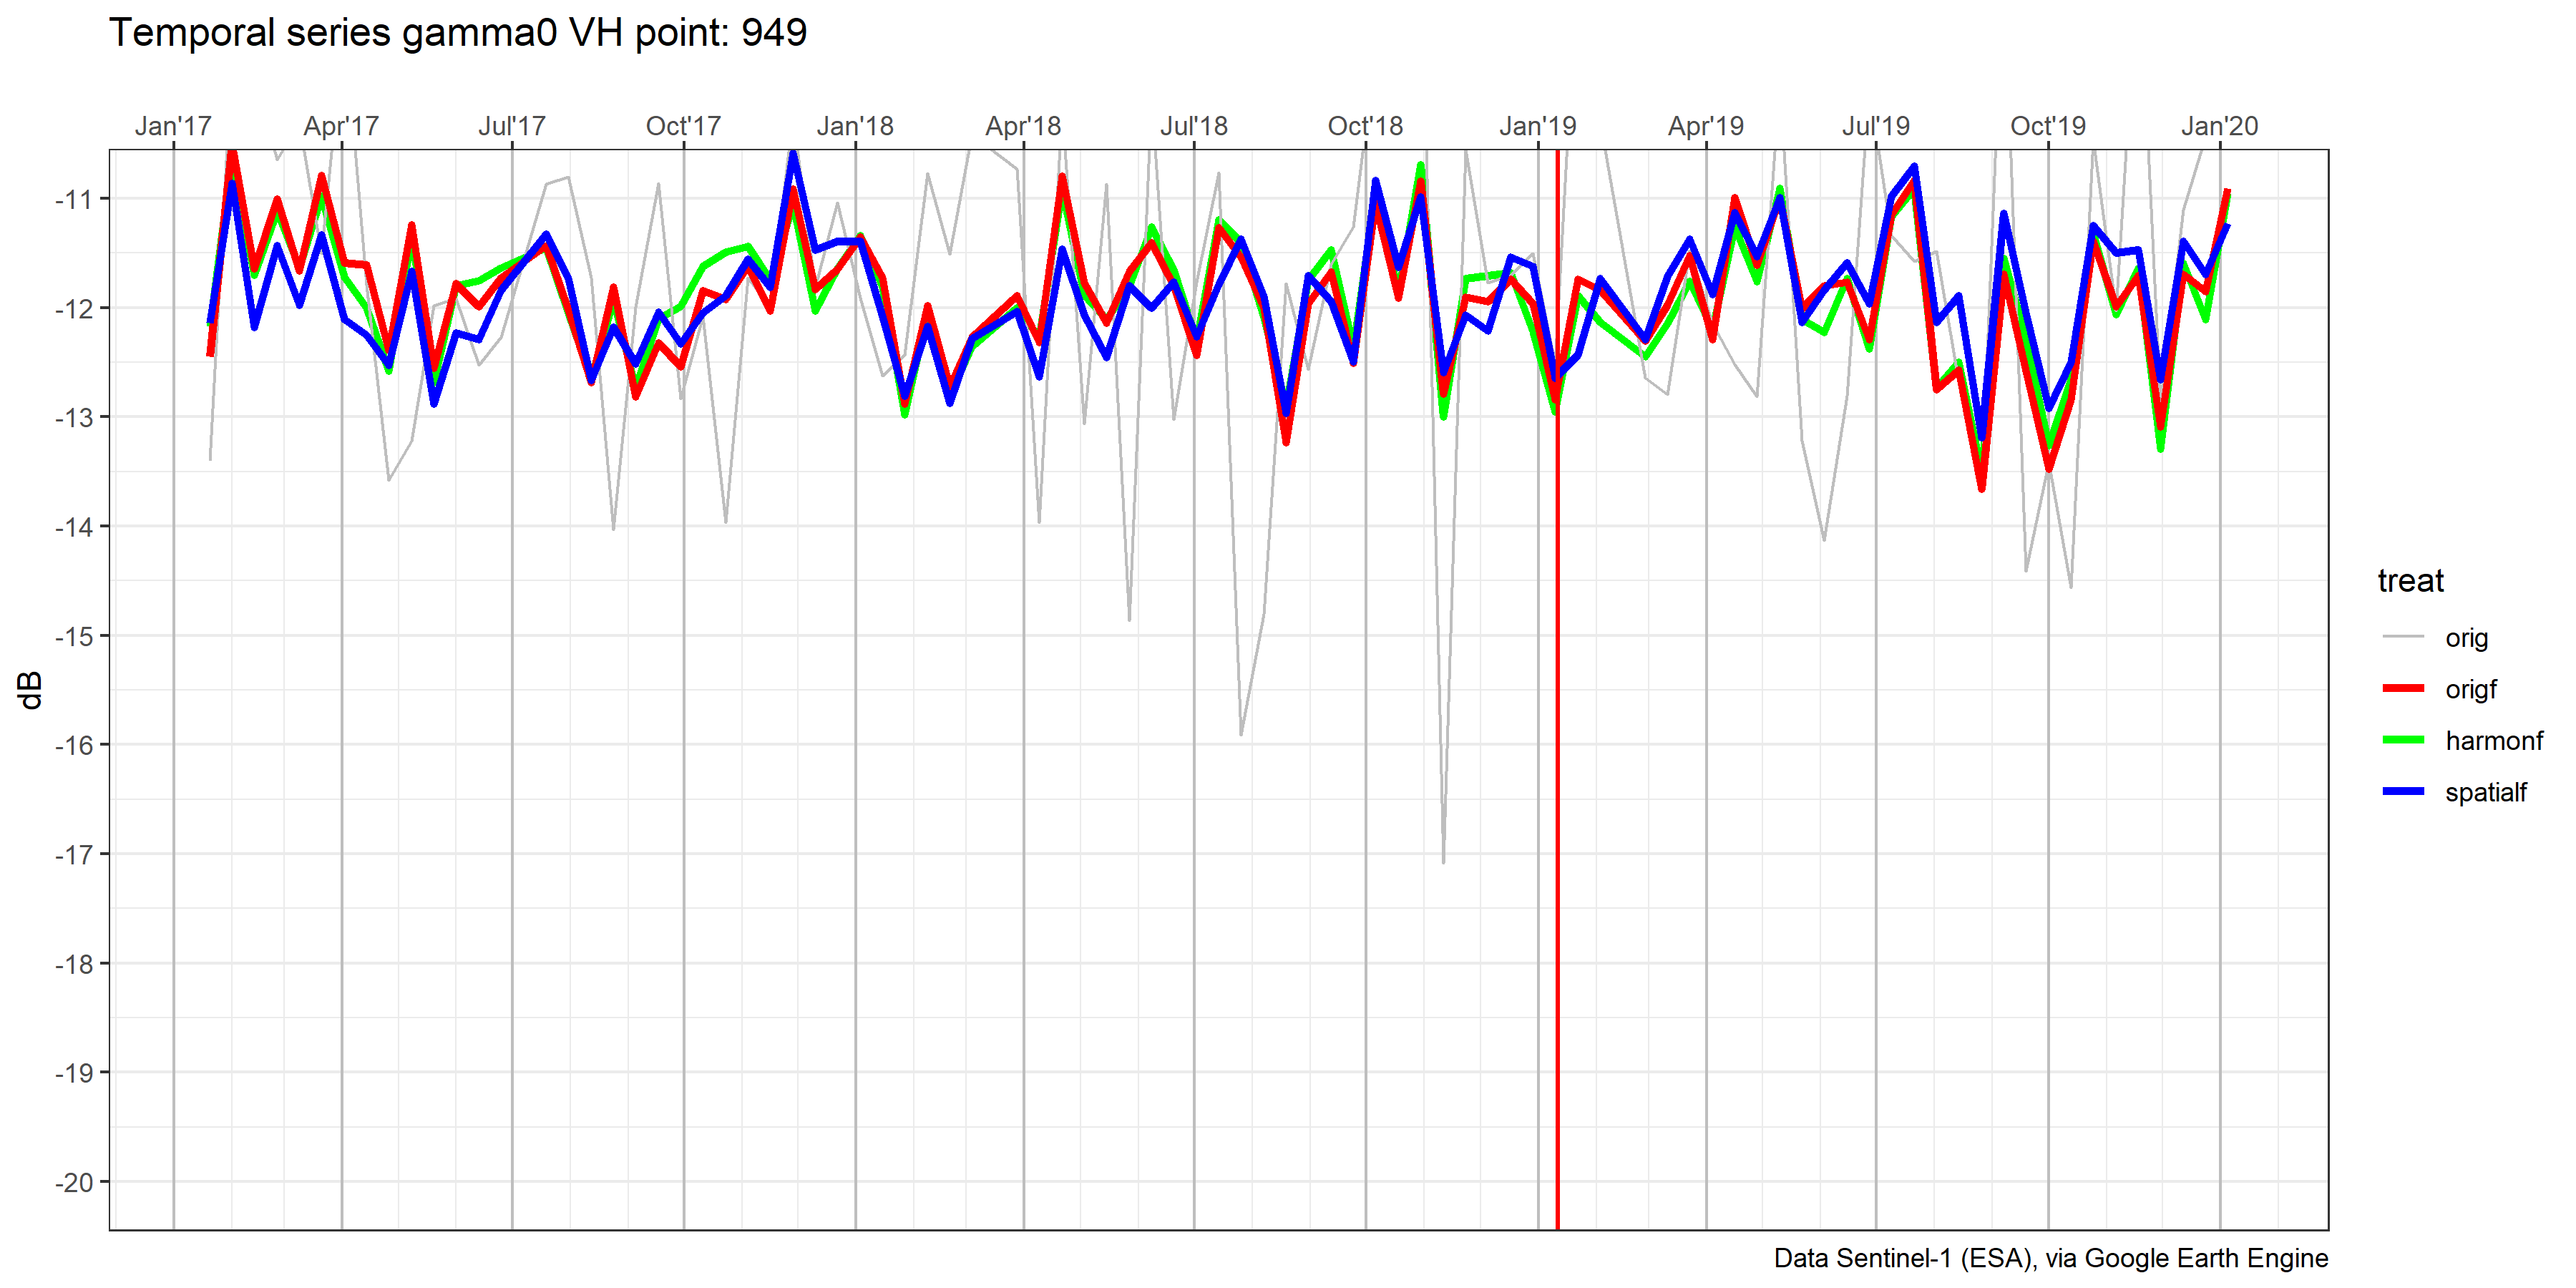 Temporal series gamma0 VH point: 949
Jan'17 Apr'17 Jul'17 Oct'17 Jan'18 Apr'18 Jul'18 Oct'18 Jan'19 Apr'19 Jul'19 Oct'19 Jan'20
-11
-12
-13
-14
-15
-16
-17
-18
-19
-20
dB
treat
orig
origf
harmonf
spatialf
Data Sentinel-1 (ESA), via Google Earth Engine